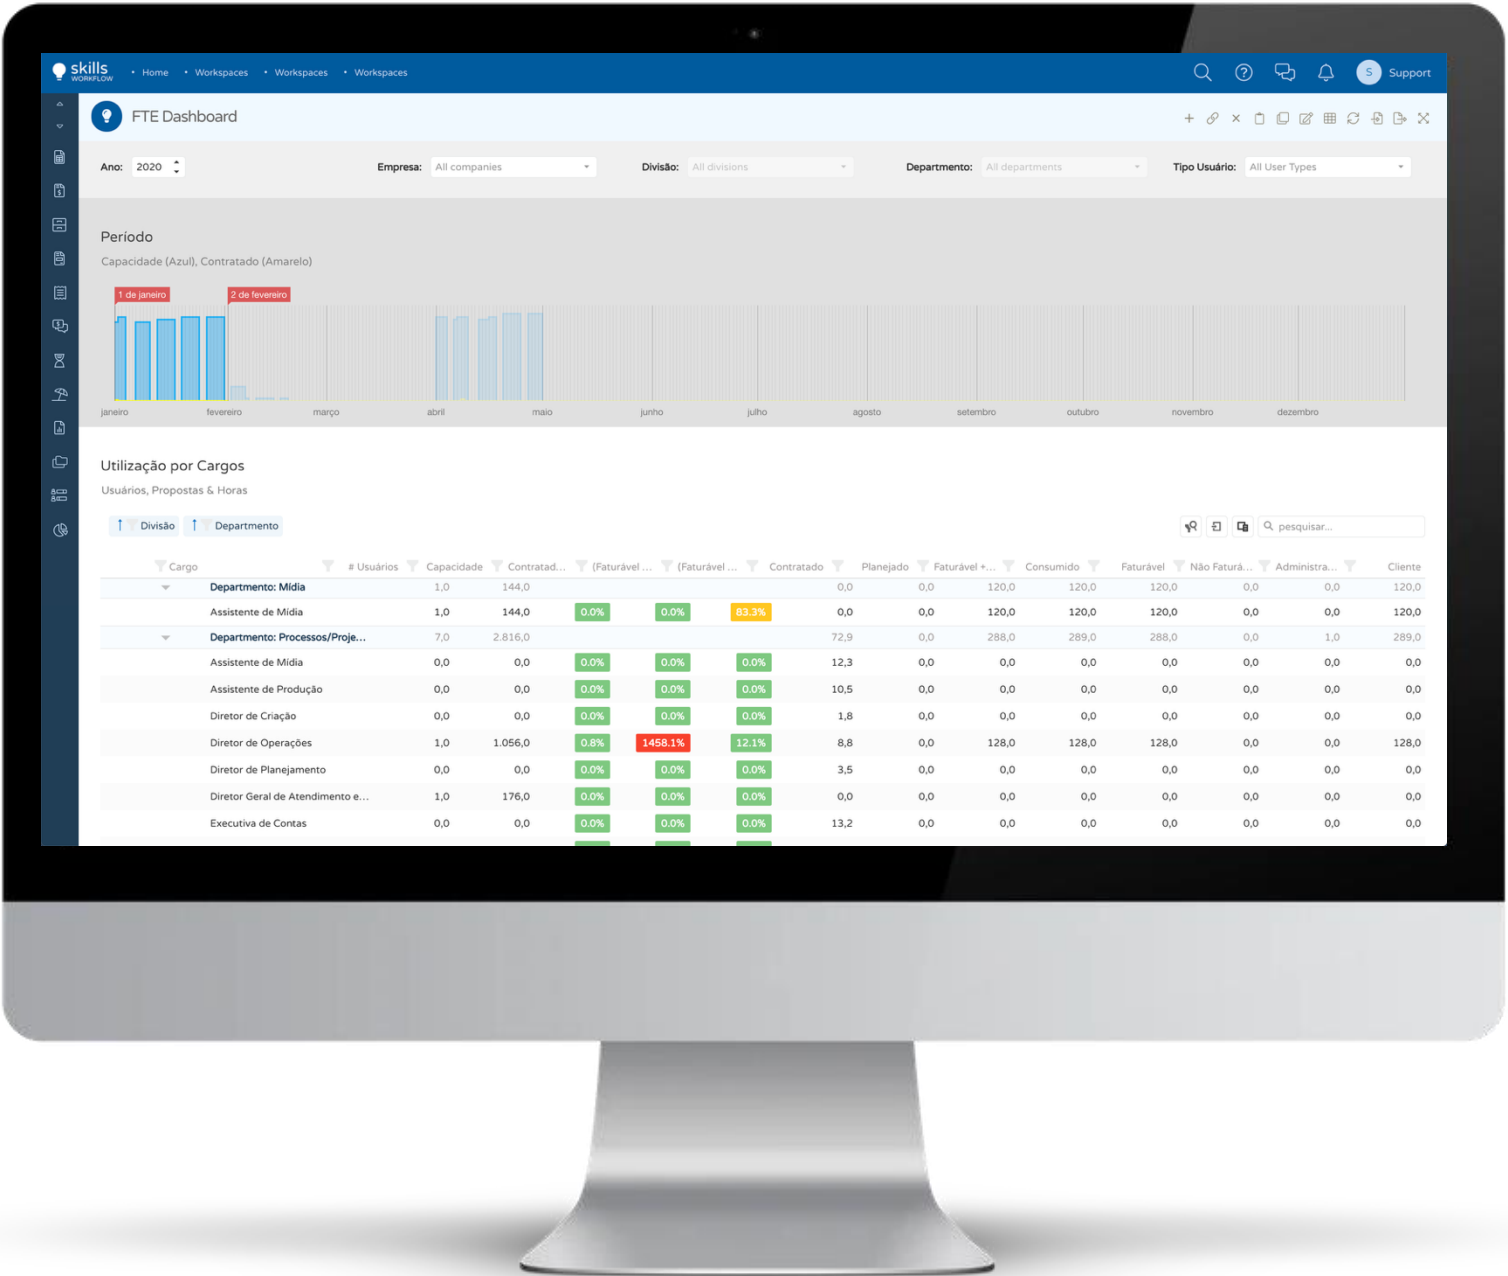 skills
WORKFLOW
• Home • Workspaces • Workspaces • Workspaces
S Support
FTE Dashboard
Ano: 2020 Empresa: All companies Divisão: All divisions Departmento: All departments Tipo Usuário: All User Types
Período
Capacidade (Azul), Contratado (Amarelo)
1 de janeiro 2 de fevereiro
janeiro fevereiro março abril maio junho julho agosto setembro outubro novembro dezembro
Utilização por Cargos
Usuários, Propostas & Horas
Divisão Departmento pesquisar...
Cargo # Usuários Capacidade Contratad... (Faturável ... (Faturável ... Contratado Planejado Faturável +... Consumido Faturável Não Faturá... Administra... Cliente
Departmento: Mídia 1,0 144,0 0,0 0,0 120,0 120,0 120,0 0,0 0,0 120,0
Assistente de Mídia 1,0 144,0 0.0% 0.0% 83.3% 0,0 0,0 120,0 120,0 120,0 0,0 0,0 120,0
Departmento: Processos/Proje... 7,0 2.816,0 72,9 0,0 288,0 289,0 288,0 0,0 1,0 289,0
Assistente de Mídia 0,0 0,0 0.0% 0.0% 0.0% 12,3 0,0 0,0 0,0 0,0 0,0 0,0 0,0
Assistente de Produção 0,0 0,0 0.0% 0.0% 0.0% 10,5 0,0 0,0 0,0 0,0 0,0 0,0 0,0
Diretor de Criação 0,0 0,0 0.0% 0.0% 0.0% 1,8 0,0 0,0 0,0 0,0 0,0 0,0 0,0
Diretor de Operações 1,0 1.056,0 0.8% 1458.1% 12.1% 8,8 0,0 128,0 128,0 128,0 0,0 0,0 128,0
Diretor de Planejamento 0,0 0,0 0.0% 0.0% 0.0% 3,5 0,0 0,0 0,0 0,0 0,0 0,0 0,0
Diretor Geral de Atendimento e... 1,0 176,0 0.0% 0.0% 0.0% 0,0 0,0 0,0 0,0 0,0 0,0 0,0 0,0
Executiva de Contas 0,0 0,0 0.0% 0.0% 0.0% 13,2 0,0 0,0 0,0 0,0 0,0 0,0 0,0